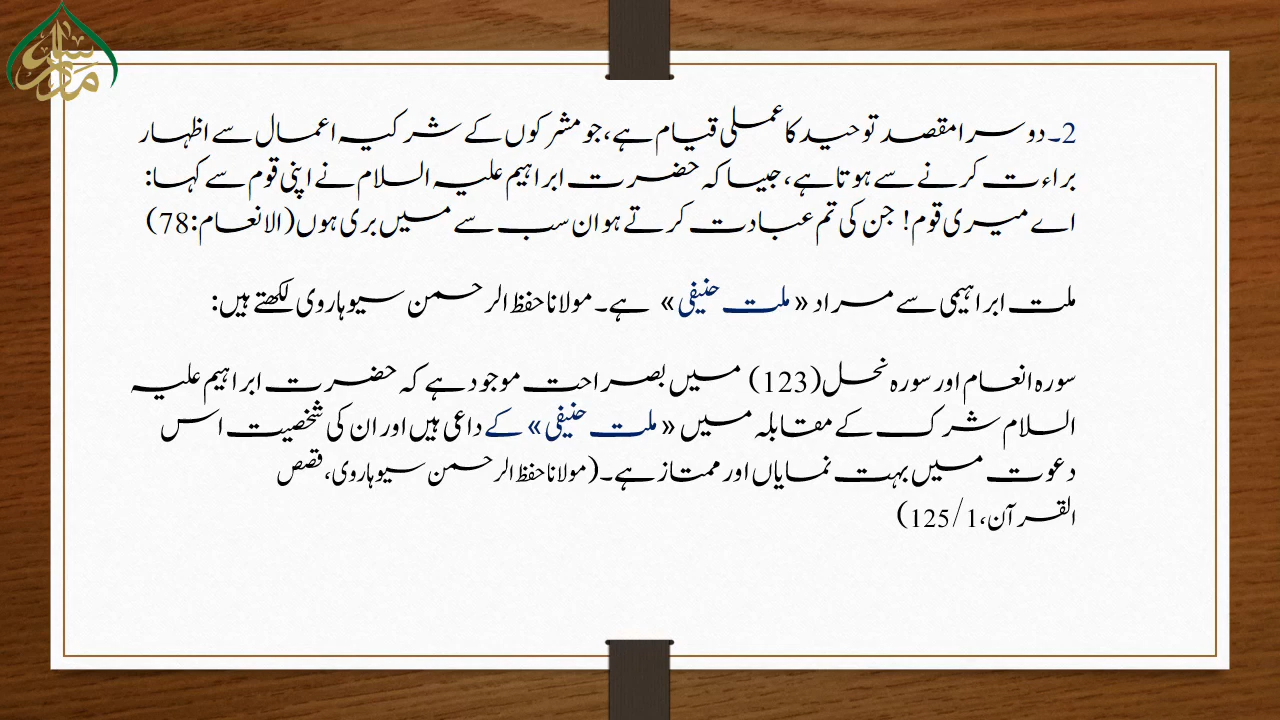 مدارس
2۔ دوسرا مقصد توحید کا عملی قیام ہے، جو مشرکوں کے شرکیہ اعمال سے اظہار
براءت کرنے سے ہوتا ہے، جیسا کہ حضرت ابراہیم علیہ السلام نے اپنی قوم سے کہا:
اے میری قوم! جن کی تم عبادت کرتے ہو ان سب سے میں بری ہوں (الانعام:78)
ملت ابراہیمی سے مراد « ملت حنیفی » ہے۔ مولانا حفظ الرحمن سیوہاروی لکھتے ہیں:
سورہ انعام اور سورہ نحل (123) میں بصراحت موجود ہے کہ حضرت ابراہیم علیہ
السلام شرک کے مقابلہ میں « ملت حنیفی » کے داعی ہیں اور ان کی شخصیت اس
دعوت میں بہت نمایاں اور ممتاز ہے۔ (مولانا حفظ الرحمن سیوہاروی، قصص
القرآن، 125/1)